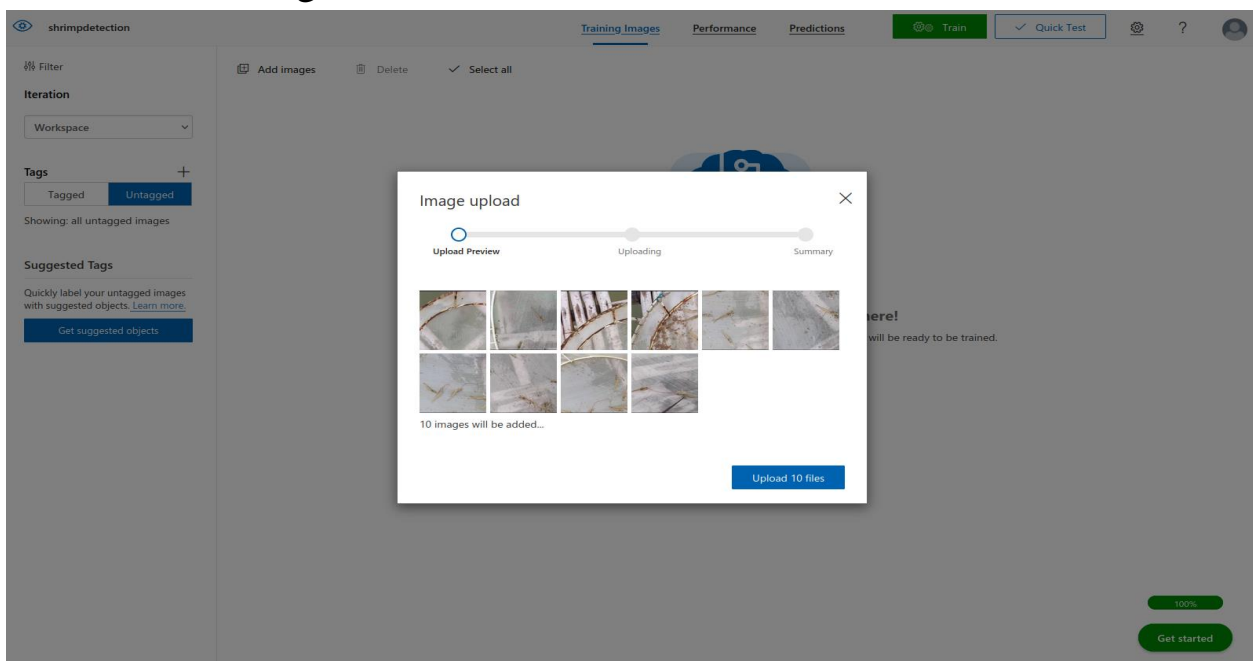 shrimpdetection
Training Images
Performance
Predictions
Train
Quick Test
?
Filter
Add images
Delete
Select all
Iteration
Workspace
Tags
Tagged
Untagged
Showing: all untagged images
Suggested Tags
Quickly label your untagged images
with suggested objects. Learn more.
Get suggested objects
Image upload
Upload Preview
Uploading
Summary
10 images will be added...
Upload 10 files
here!
will be ready to be trained.
100%
Get started